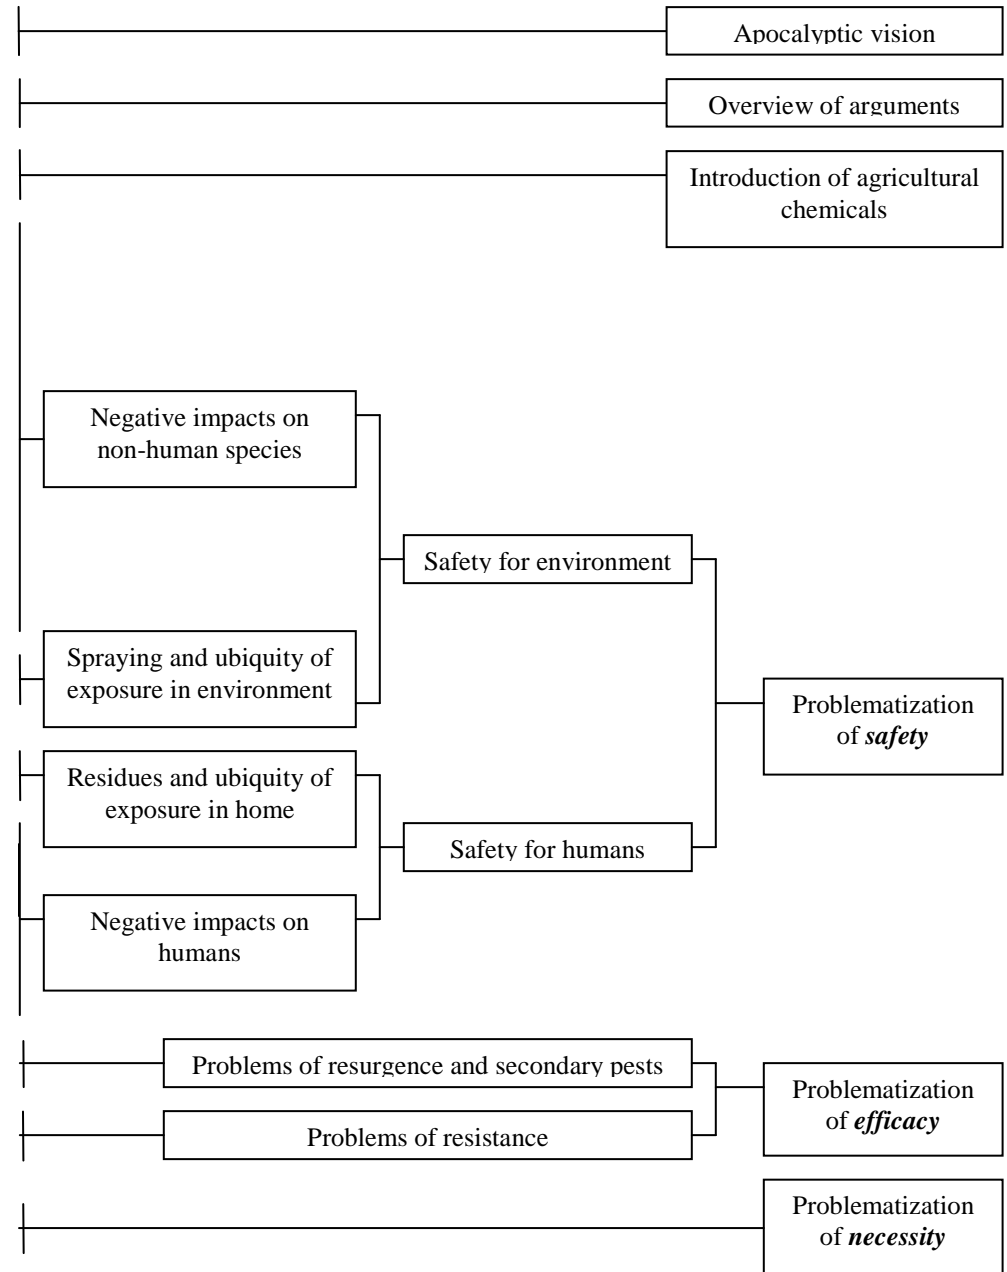 Apocalyptic vision
Overview of arguments
Introduction of agricultural
chemicals
Negative impacts on
non-human species
Safety for environment
Spraying and ubiquity of
exposure in environment
Problematization
of safety
Residues and ubiquity of
exposure in home
Safety for humans
Negative impacts on
humans
Problems of resurgence and secondary pests
Problematization
of efficacy
Problems of resistance
Problematization
of necessity